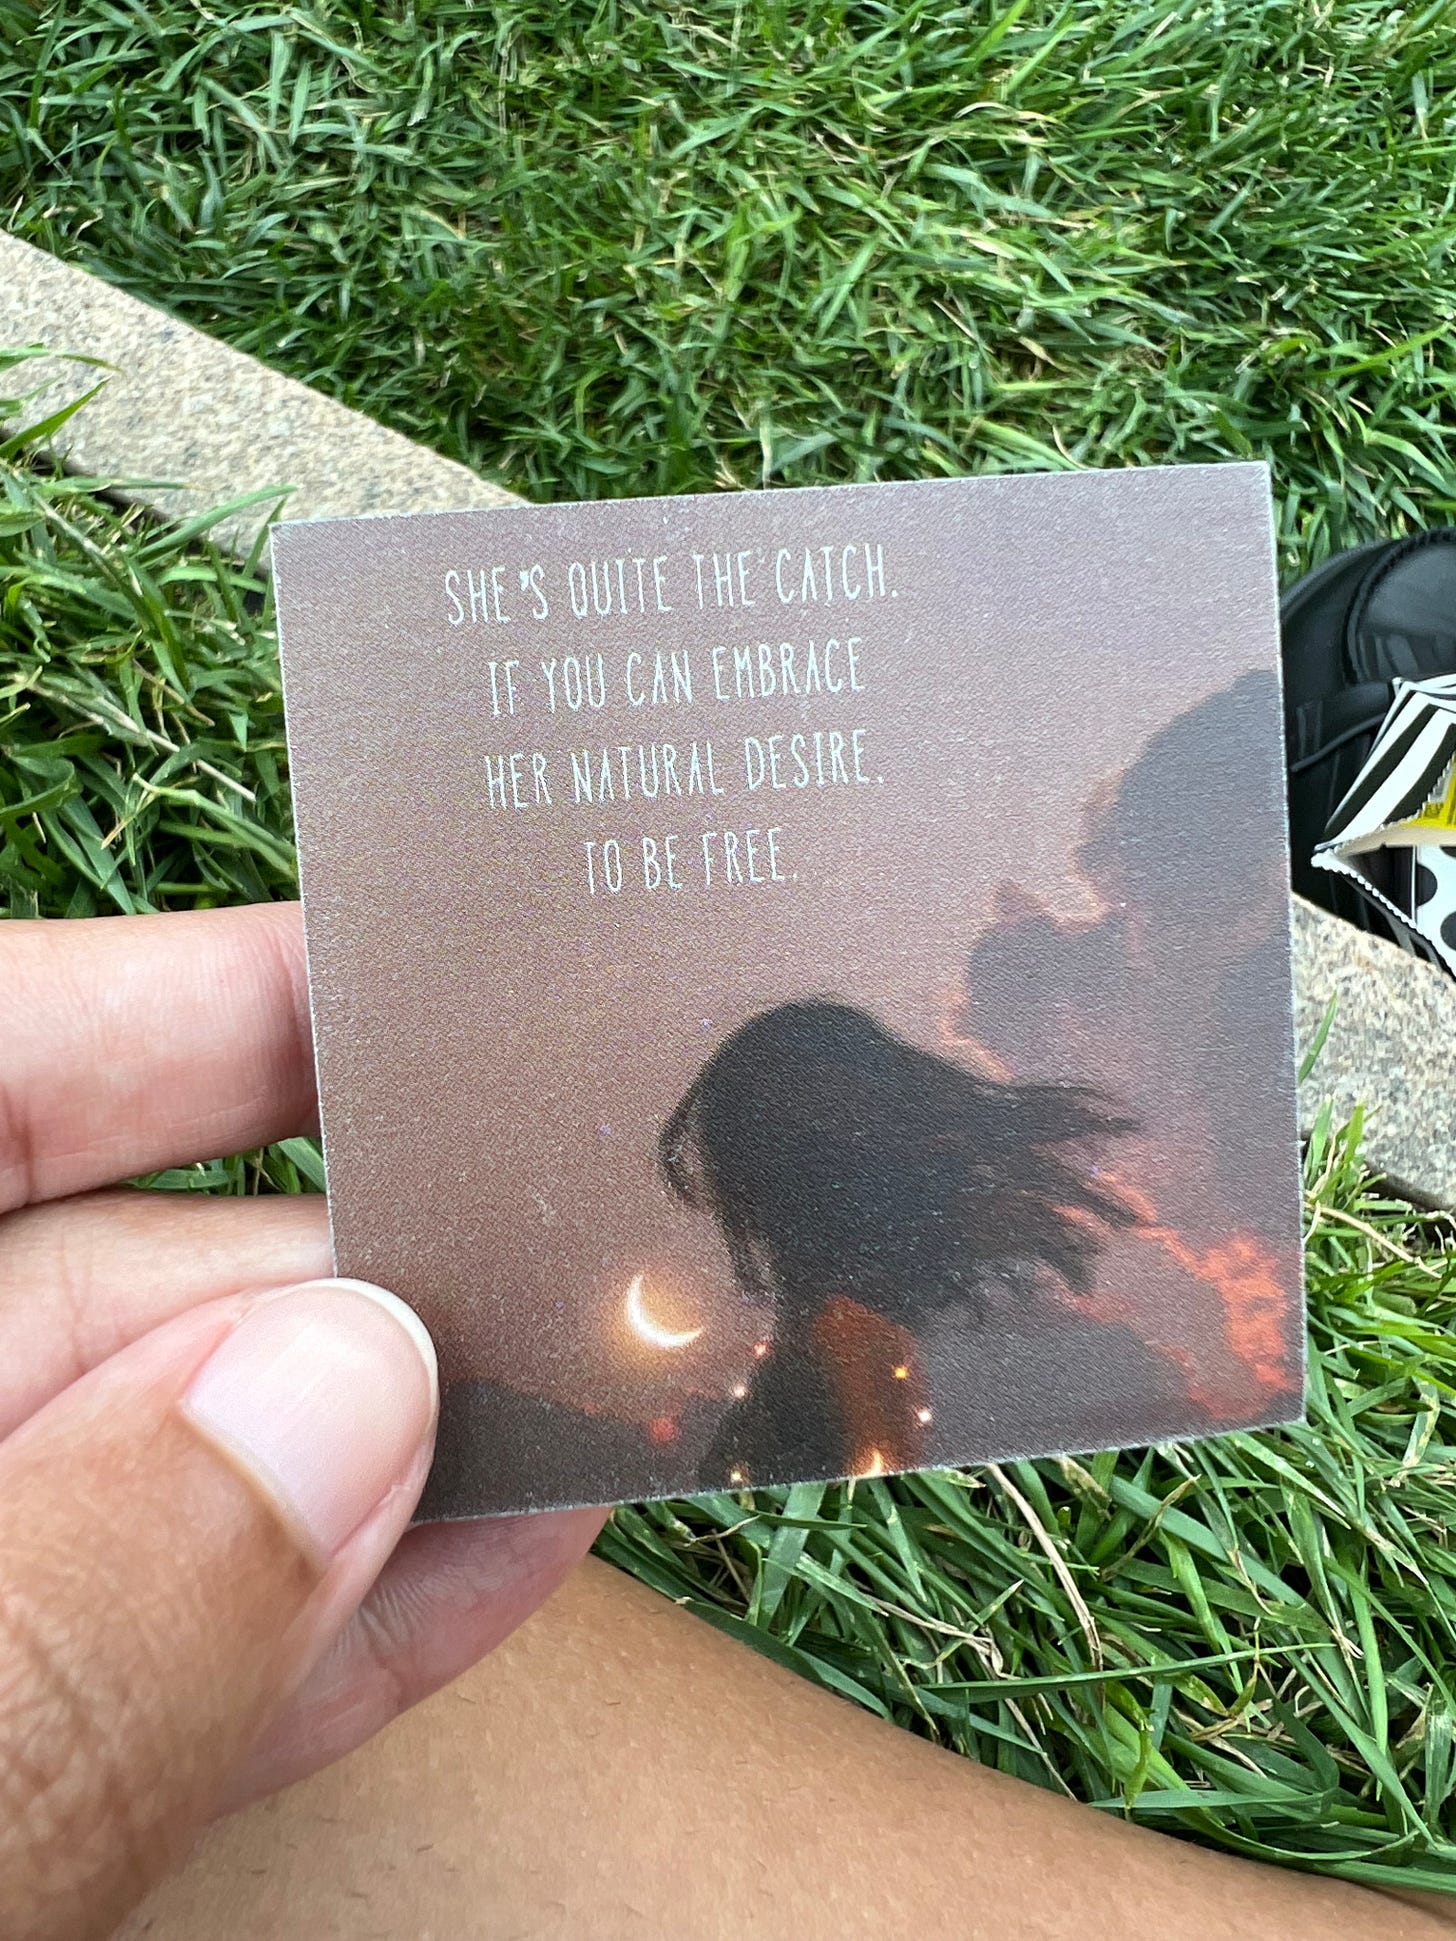 SHE'S QUITE THE CATCH.
IF YOU CAN EMBRACE
HER NATURAL DESIRE.
TO BE FREE.